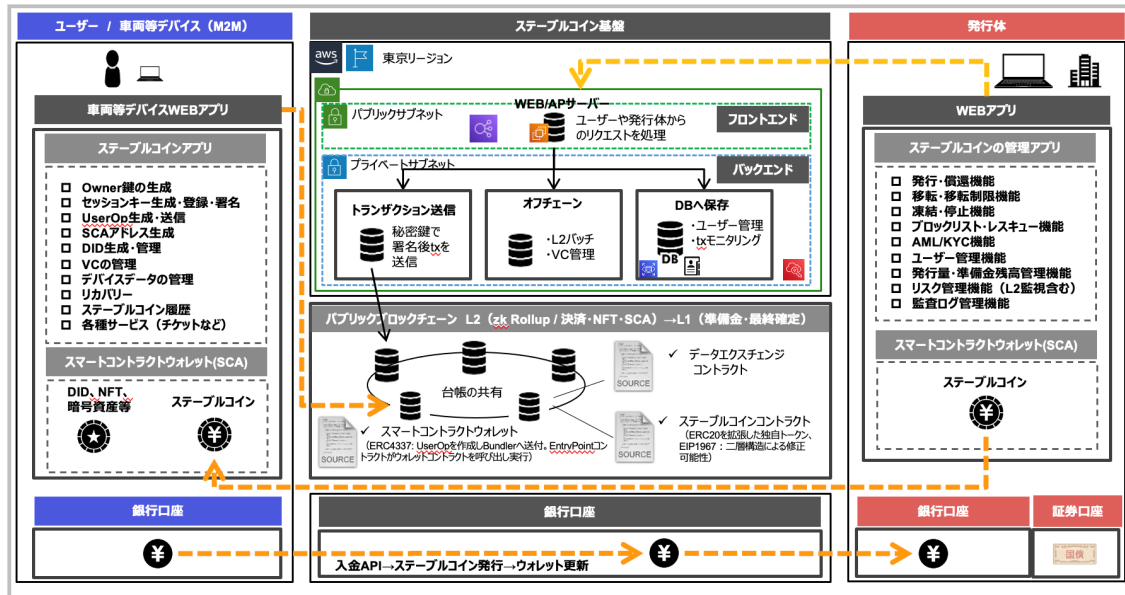 ユーザー / 車両等デバイス（M2M）
車両等デバイスWEBアプリ
ステーブルコインアプリ
Owner鍵の生成
セッションキー生成・登録・署名
UserOp生成・送信
SCAアドレス生成
DID生成・管理
VCの管理
デバイスデータの管理
リカバリー
ステーブルコイン履歴
各種サービス（チケットなど）
スマートコントラクトウォレット(SCA)
DID、NFT、
暗号資産等
ステーブルコイン
銀行口座
ステーブルコイン基盤
aws
東京リージョン
WEB/APサーバー
パブリックサブネット
ユーザーや発行体から
のリクエストを処理
フロントエンド
プライベートサブネット
バックエンド
トランザクション送信
秘密鍵で
署名後txを
送信
オフチェーン
・L2バッチ
・VC管理
DBへ保存
・ユーザー管理
・txモニタリング
DB
パブリックブロックチェーン L2（zk Rollup / 決済・NFT・SCA）→L1（準備金・最終確定）
台帳の共有
SOURCE
✓ データエクスチェンジ
コントラクト
SOURCE
✓ スマートコントラクトウォレット
（ERC4337: UserOpを作成しBundlerへ送付。EntryPointコン
トラクトがウォレットコントラクトを呼び出し実行）
SOURCE
✓ ステーブルコインコントラクト
（ERC20を拡張した独自トークン、
EIP1967：二層構造による修正
可能性）
銀行口座
入金API→ステーブルコイン発行→ウォレット更新
発行体
WEBアプリ
ステーブルコインの管理アプリ
発行・償還機能
移転・移転制限機能
凍結・停止機能
ブロックリスト・レスキュー機能
AML/KYC機能
ユーザー管理機能
発行量・準備金残高管理機能
リスク管理機能（L2監視含む）
監査ログ管理機能
スマートコントラクトウォレット(SCA)
ステーブルコイン
銀行口座
証券口座
国債